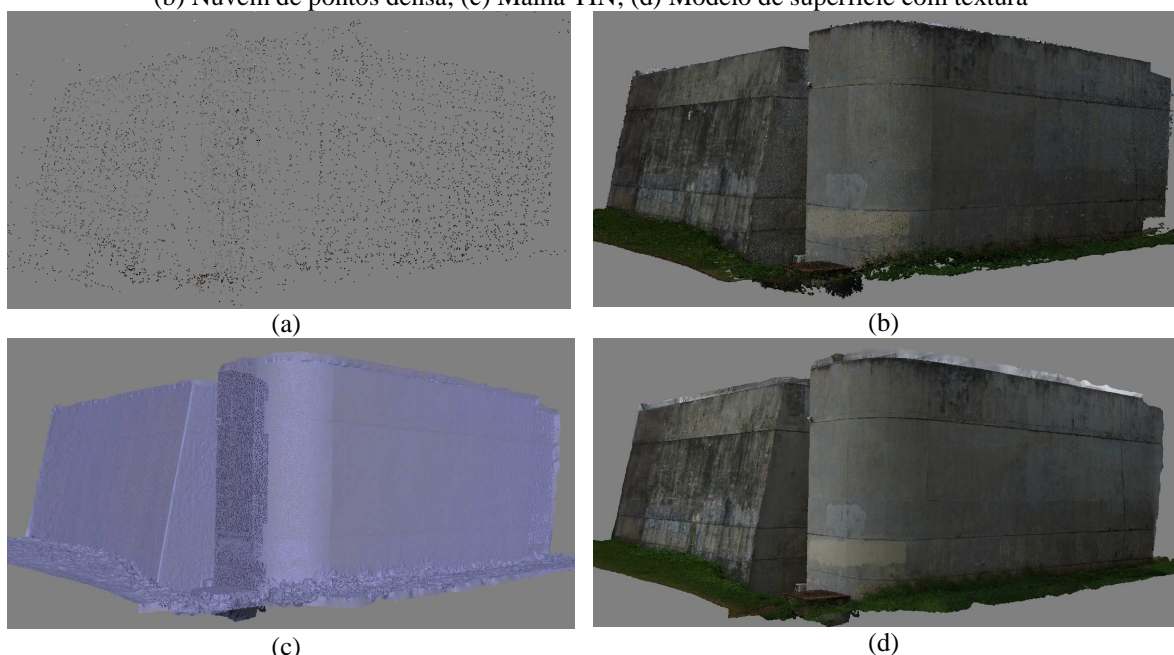 (b) Nuvem de pontos densa; (c) Malha TIN; (d) Modelo de superfície com textura
(a)
(b)
(c)
(d)